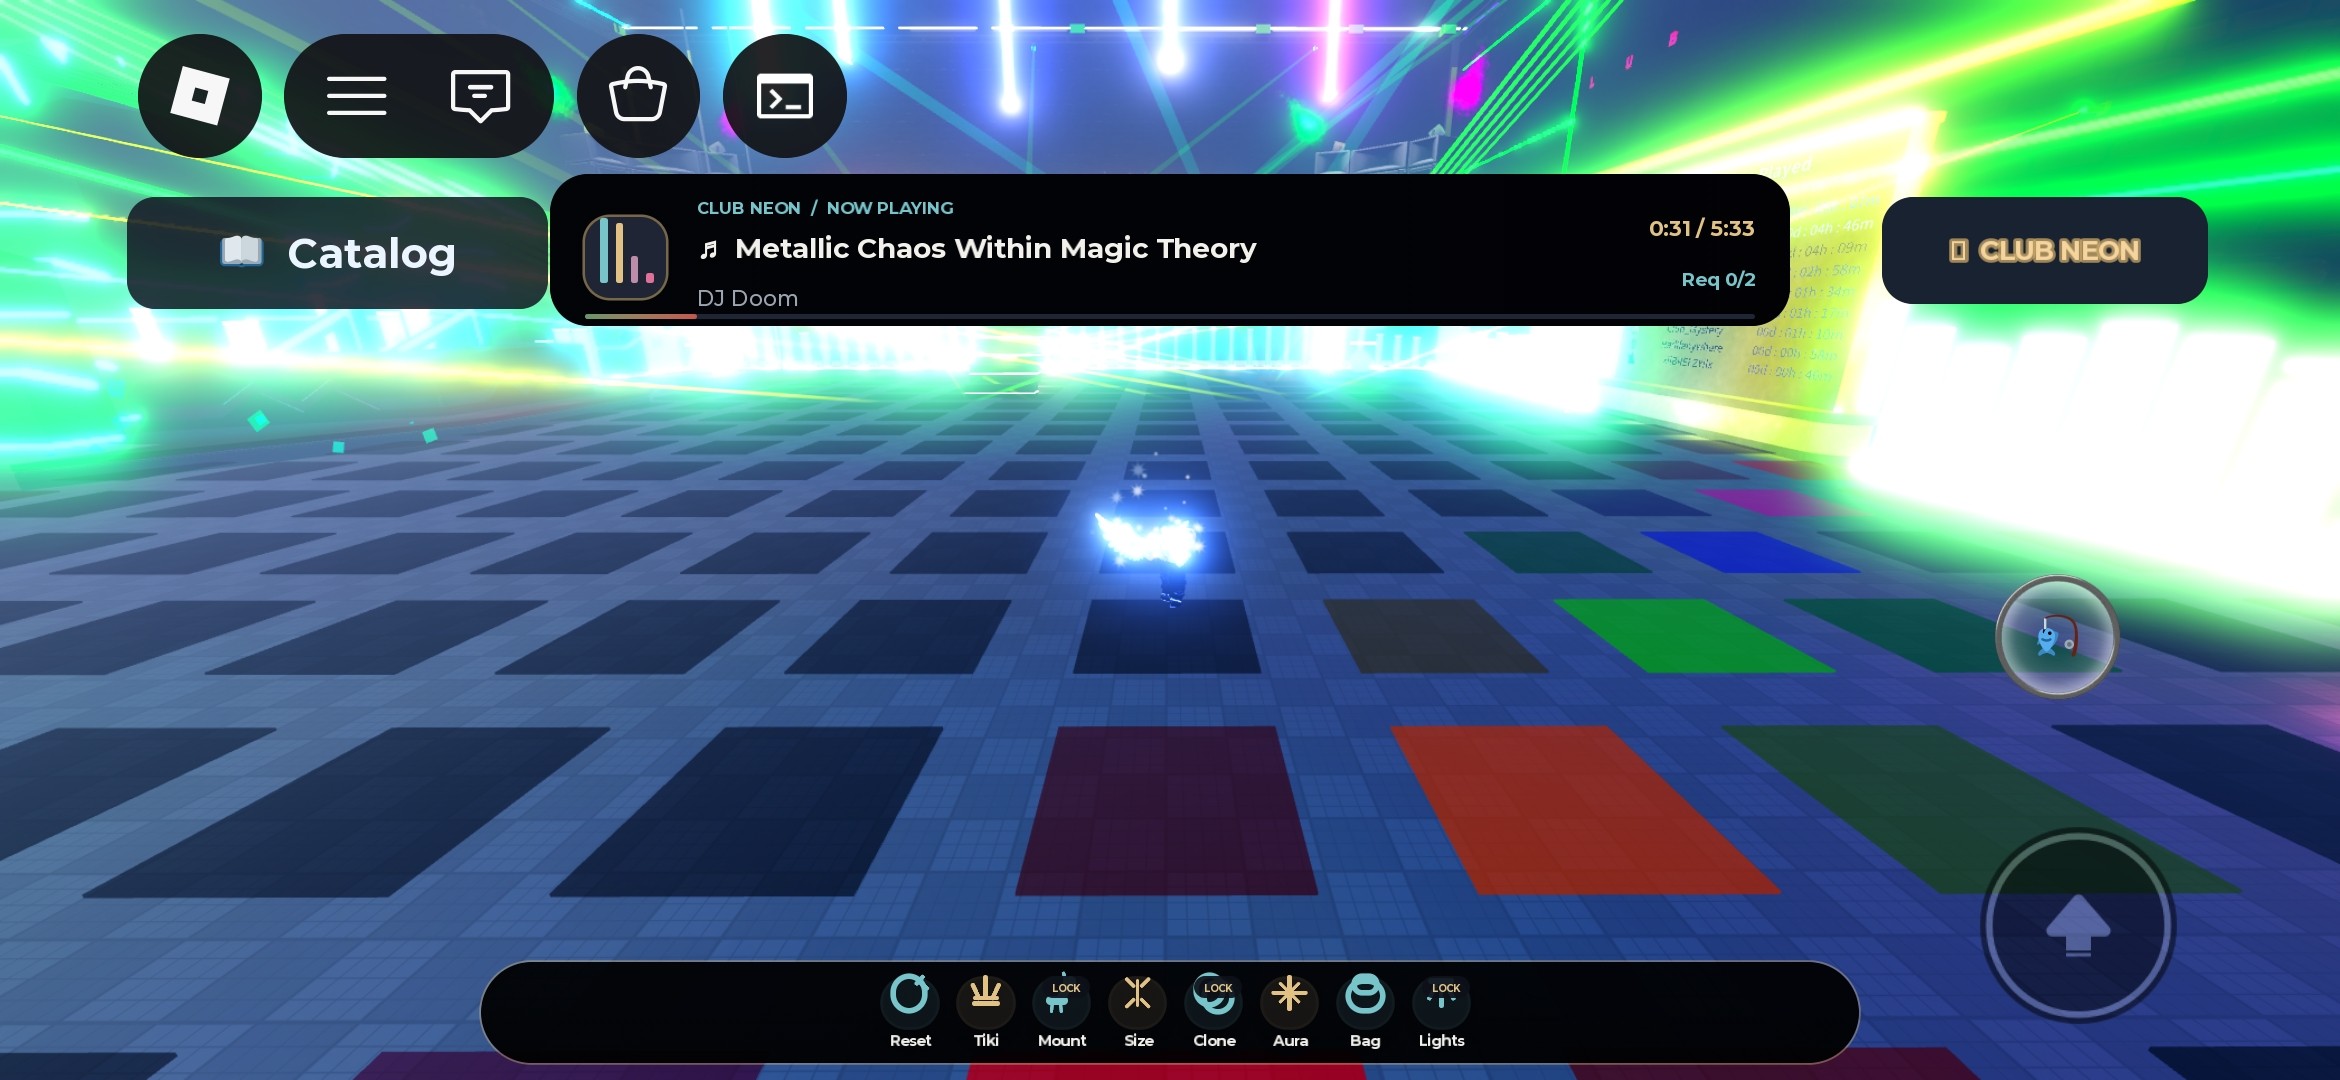 Catalog
CLUB NEON / NOW PLAYING
♬ Metallic Chaos Within Magic Theory
DJ Doom
0:31 / 5:33
Req 0/2
CLUB NEON
LOCK
LOCK
LOCK
Reset
Tiki
Mount
Size
Clone
Aura
Bag
Lights